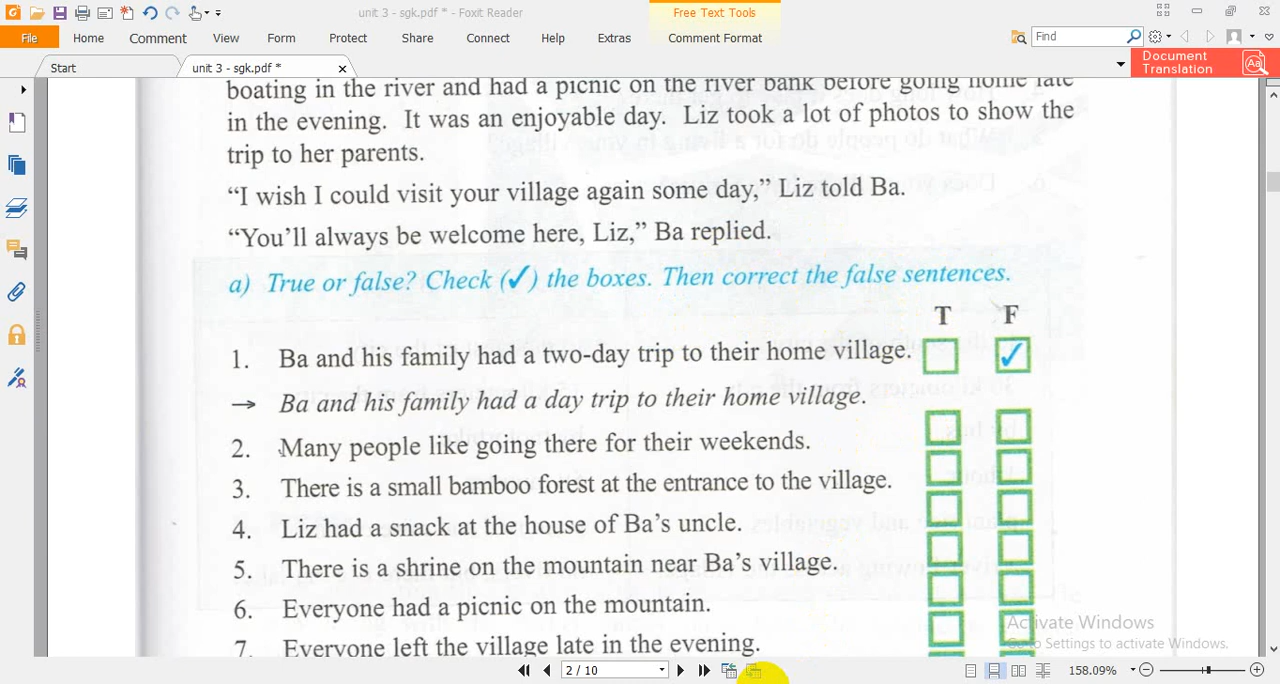 unit 3 - sgk.pdf * - Foxit Reader
Free Text Tools
File Home Comment View Form Protect Share Connect Help Extras Comment Format
Find
Start
unit 3 - sgk.pdf *
Document
Translation
boating in the river and had a picnic on the river bank before going home late
in the evening. It was an enjoyable day. Liz took a lot of photos to show the
trip to her parents.
“I wish I could visit your village again some day,” Liz told Ba.
“You’ll always be welcome here, Liz,” Ba replied.
a) True or false? Check (✓) the boxes. Then correct the false sentences.
T F
1. Ba and his family had a two-day trip to their home village.
→ Ba and his family had a day trip to their home village.
2. Many people like going there for their weekends.
3. There is a small bamboo forest at the entrance to the village.
4. Liz had a snack at the house of Ba’s uncle.
5. There is a shrine on the mountain near Ba’s village.
6. Everyone had a picnic on the mountain.
7. Everyone left the village late in the evening.
Activate Windows
Go to Settings to activate Windows.
2 / 10
158.09%